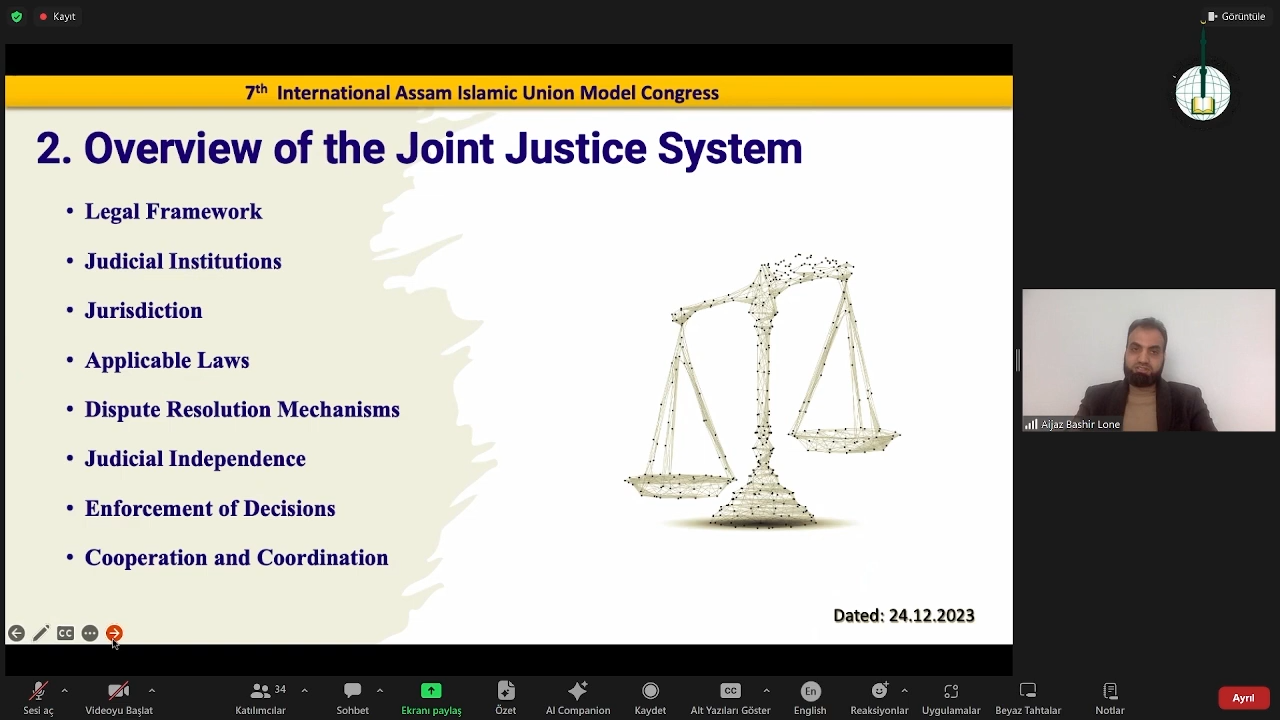 Kayıt
Görüntüle
7th International Assam Islamic Union Model Congress
2. Overview of the Joint Justice System
• Legal Framework
• Judicial Institutions
• Jurisdiction
• Applicable Laws
• Dispute Resolution Mechanisms
• Judicial Independence
• Enforcement of Decisions
• Cooperation and Coordination
Dated: 24.12.2023
CC
Aijaz Bashir Lone
34
CC
En
Sesi aç
Videoyu Başlat
Katılımcılar
Sohbet
Ekranı paylaş
Özet
AI Companion
Kaydet
Alt Yazıları Göster
English
Reaksiyonlar
Uygulamalar
Beyaz Tahtalar
Notlar
Ayrıl